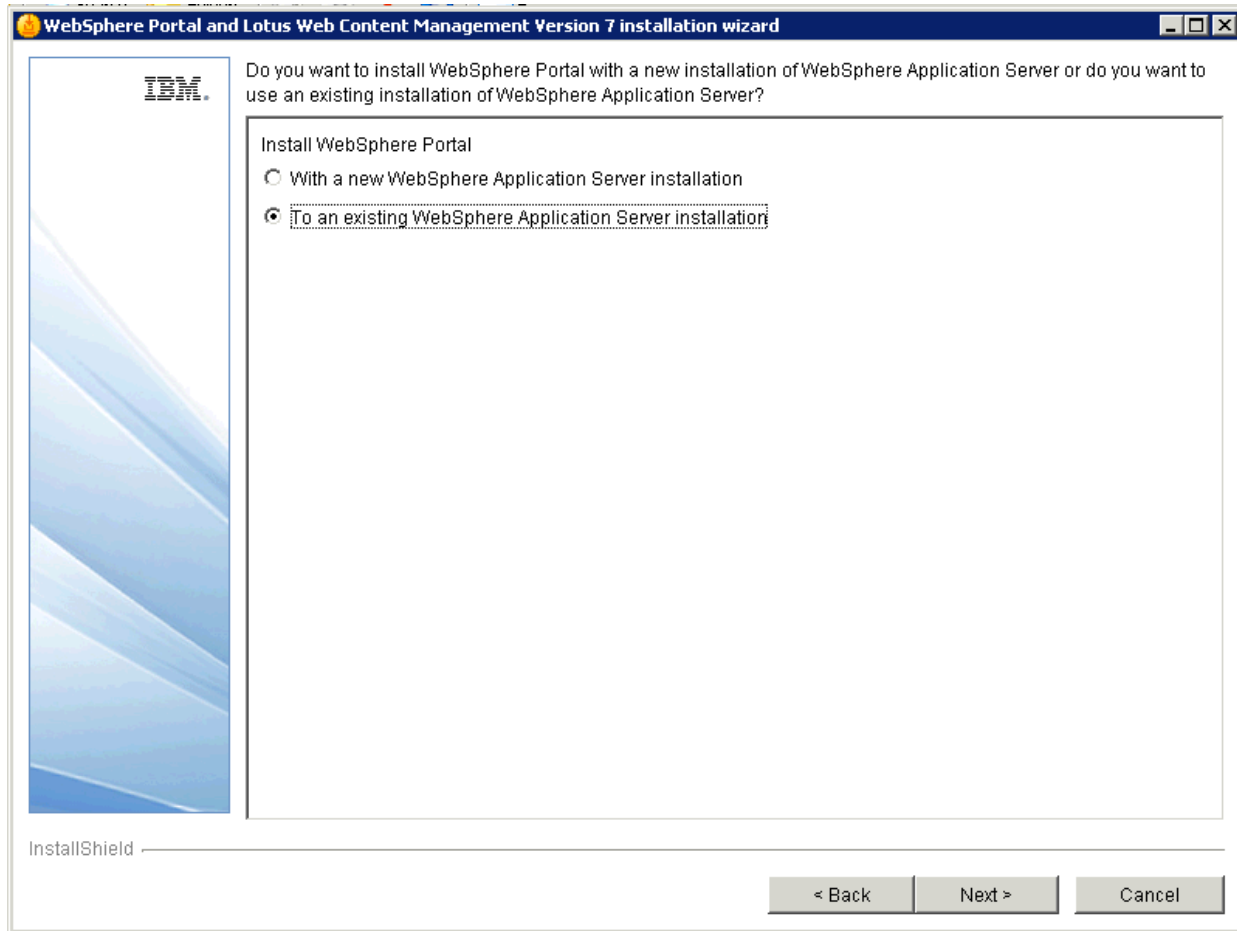 WebSphere Portal and Lotus Web Content Management Version 7 installation wizard
IBM.
Do you want to install WebSphere Portal with a new installation of WebSphere Application Server or do you want to
use an existing installation of WebSphere Application Server?
Install WebSphere Portal
With a new WebSphere Application Server installation
To an existing WebSphere Application Server installation
InstallShield
< Back
Next >
Cancel